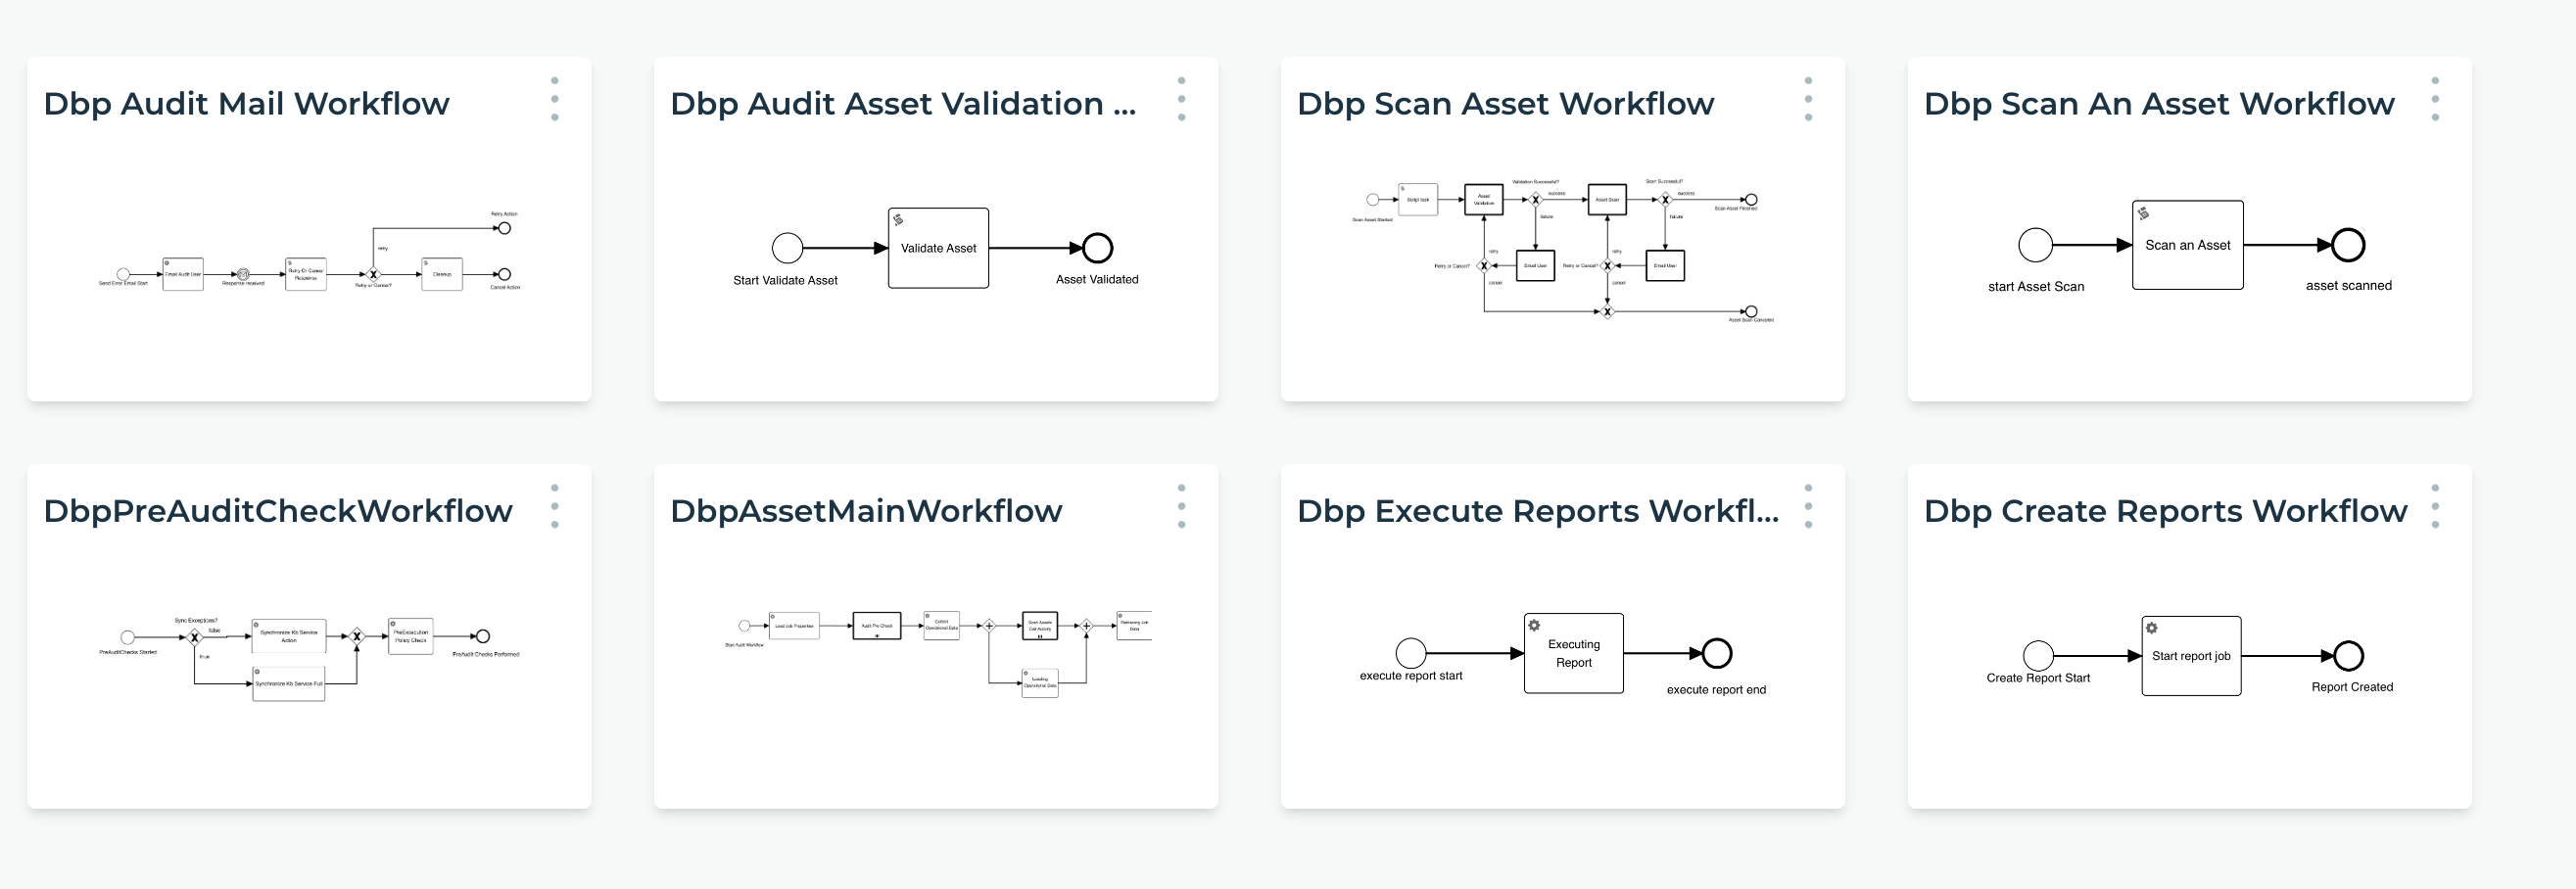 Dbp Audit Mail Workflow
Retry Action
retry
Email Audit User
Retry Or Cancel
Response
Cleanup
Send Error Email Start
Response received
Retry or Cancel?
Cancel Action
Dbp Audit Asset Validation ...
Validate Asset
Start Validate Asset
Asset Validated
Dbp Scan Asset Workflow
Validation Successful?
Scan Successful?
success
success
Script task
Asset
Validation
Asset Scan
Scan Asset Started
Scan Asset Finished
failure
failure
retry
retry
Retry or Cancel?
Email User
Retry or Cancel?
Email User
cancel
cancel
Asset Scan Canceled
Dbp Scan An Asset Workflow
Scan an Asset
start Asset Scan
asset scanned
DbpPreAuditCheckWorkflow
Sync Exceptions?
false
Synchronize Kb Service
Action
PreExecution
Policy Check
PreAuditChecks Started
true
PreAudit Checks Performed
Synchronize Kb Service Full
DbpAssetMainWorkflow
Load Job Properties
Audit Pre Check
Collect
Operational Data
Scan Assets
Call Activity
Retrieving Job
Data
Start Audit Workflow
Loading
Operational Data
Dbp Execute Reports Workfl...
Executing
Report
execute report start
execute report end
Dbp Create Reports Workflow
Start report job
Create Report Start
Report Created